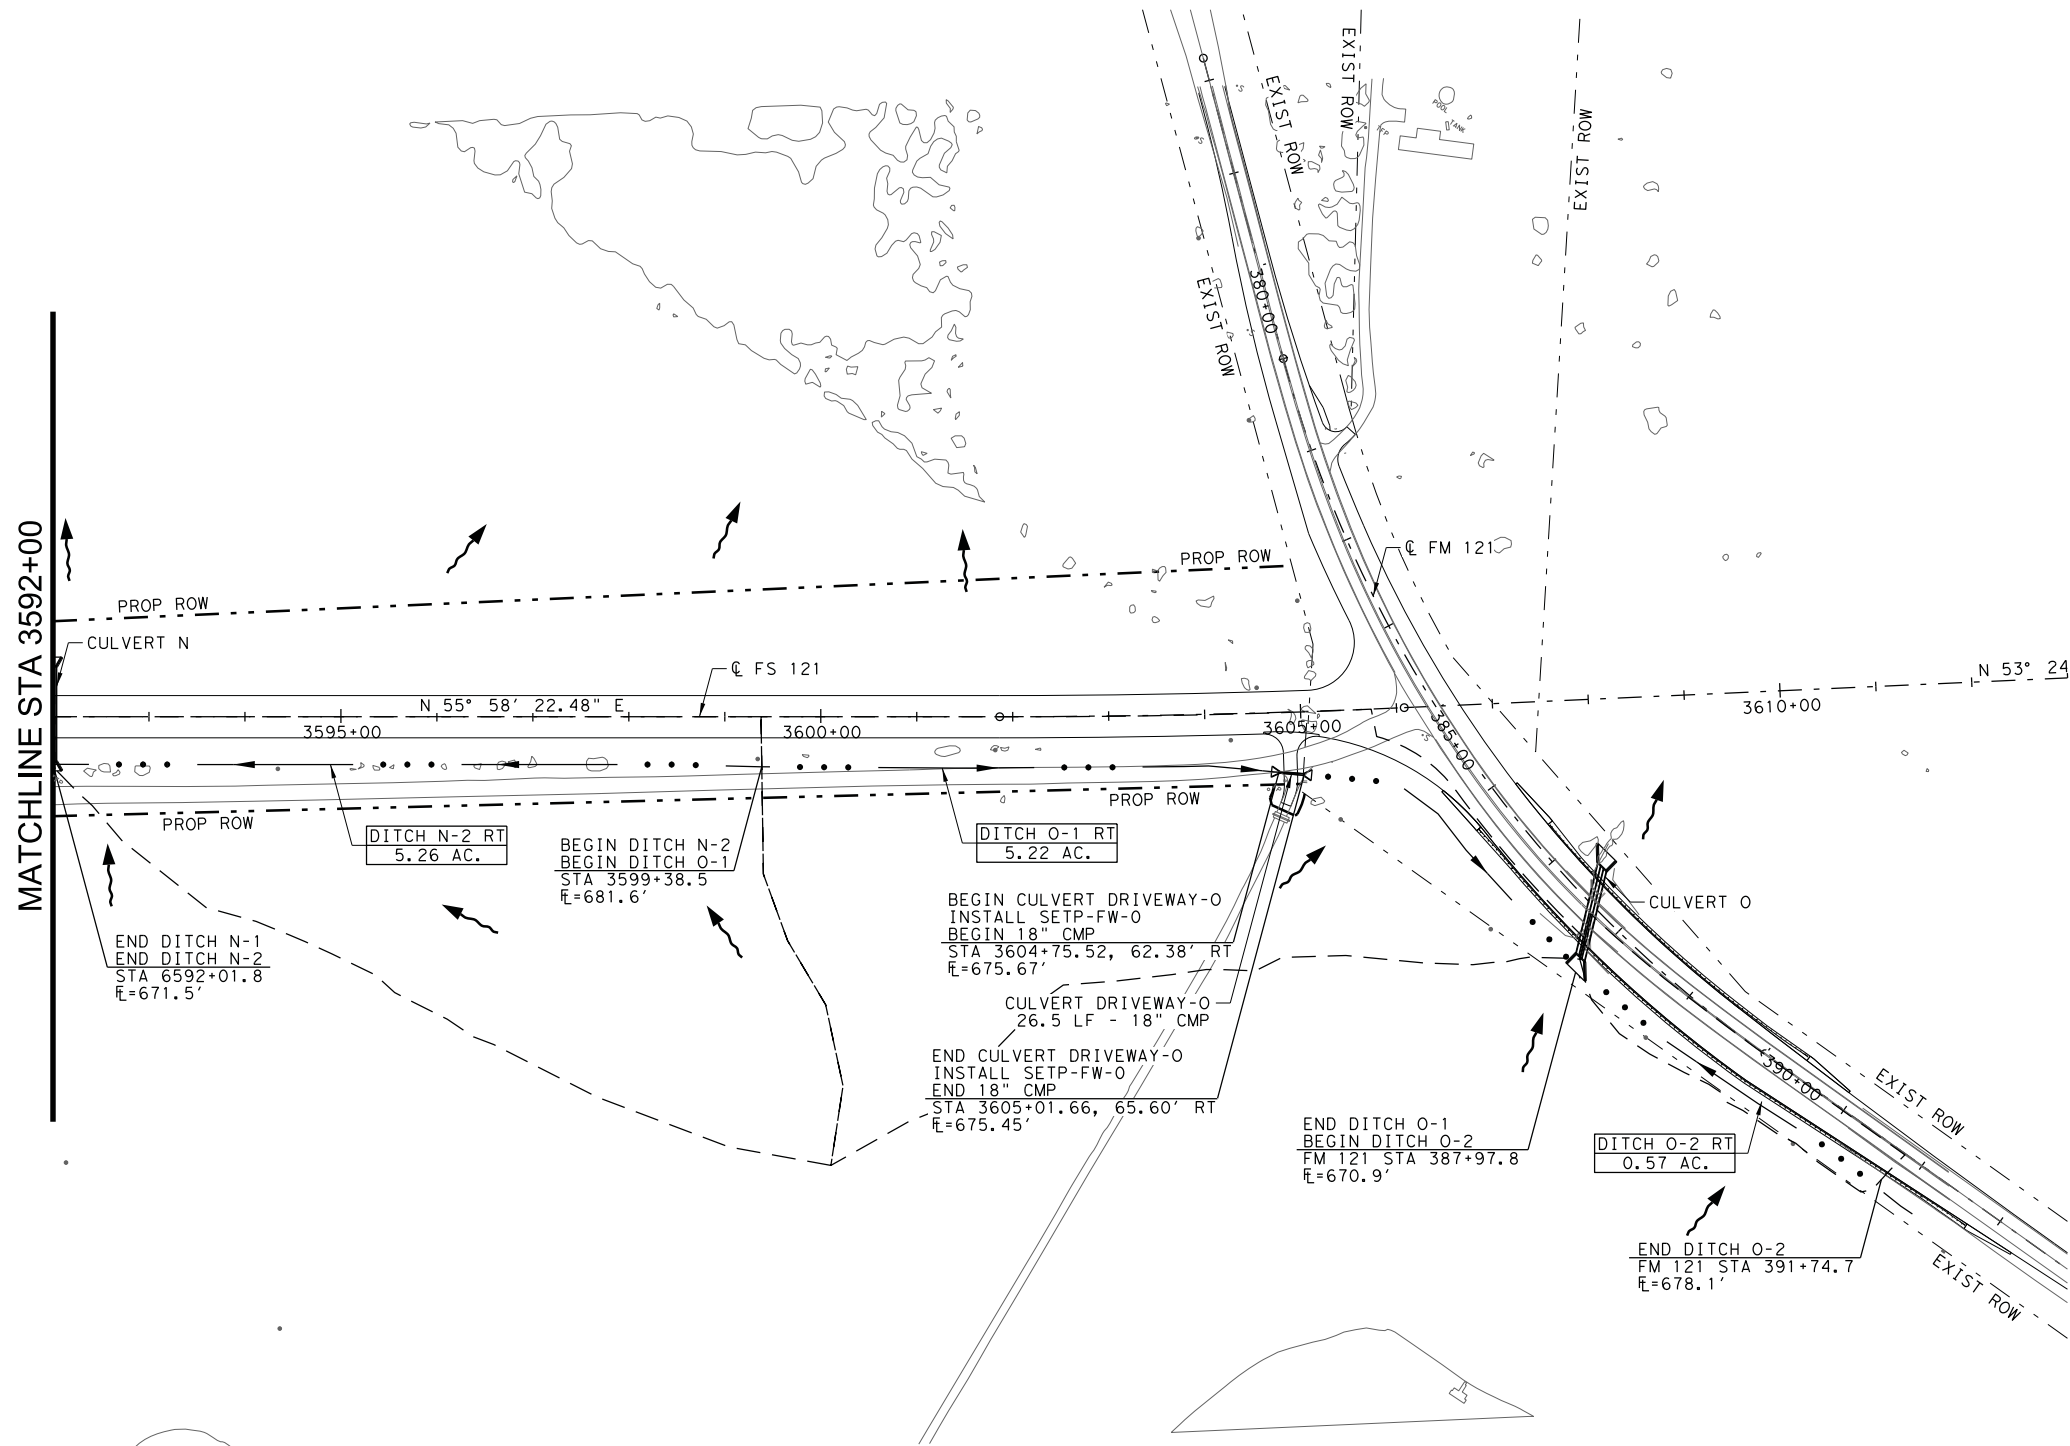 EXIST ROW
EXIST ROW
EXIST ROW
POOL
TANK
TFP
380+00
EXIST ROW
MATCHLINE STA 3592+00
PROP ROW
PROP ROW
℄ FM 121
CULVERT N
℄ FS 121
N 55° 58' 22.48" E
N 53° 24
3595+00
3600+00
3605+00
385+00
3610+00
PROP ROW
PROP ROW
DITCH N-2 RT
5.26 AC.
BEGIN DITCH N-2
BEGIN DITCH O-1
STA 3599+38.5
FL=681.6'
DITCH O-1 RT
5.22 AC.
BEGIN CULVERT DRIVEWAY-O
INSTALL SETP-FW-O
BEGIN 18" CMP
STA 3604+75.52, 62.38' RT
FL=675.67'
CULVERT O
END DITCH N-1
END DITCH N-2
STA 6592+01.8
FL=671.5'
CULVERT DRIVEWAY-O
26.5 LF - 18" CMP
END CULVERT DRIVEWAY-O
INSTALL SETP-FW-O
END 18" CMP
STA 3605+01.66, 65.60' RT
FL=675.45'
390+00
EXIST ROW
END DITCH O-1
BEGIN DITCH O-2
FM 121 STA 387+97.8
FL=670.9'
DITCH O-2 RT
0.57 AC.
END DITCH O-2
FM 121 STA 391+74.7
FL=678.1'
EXIST ROW